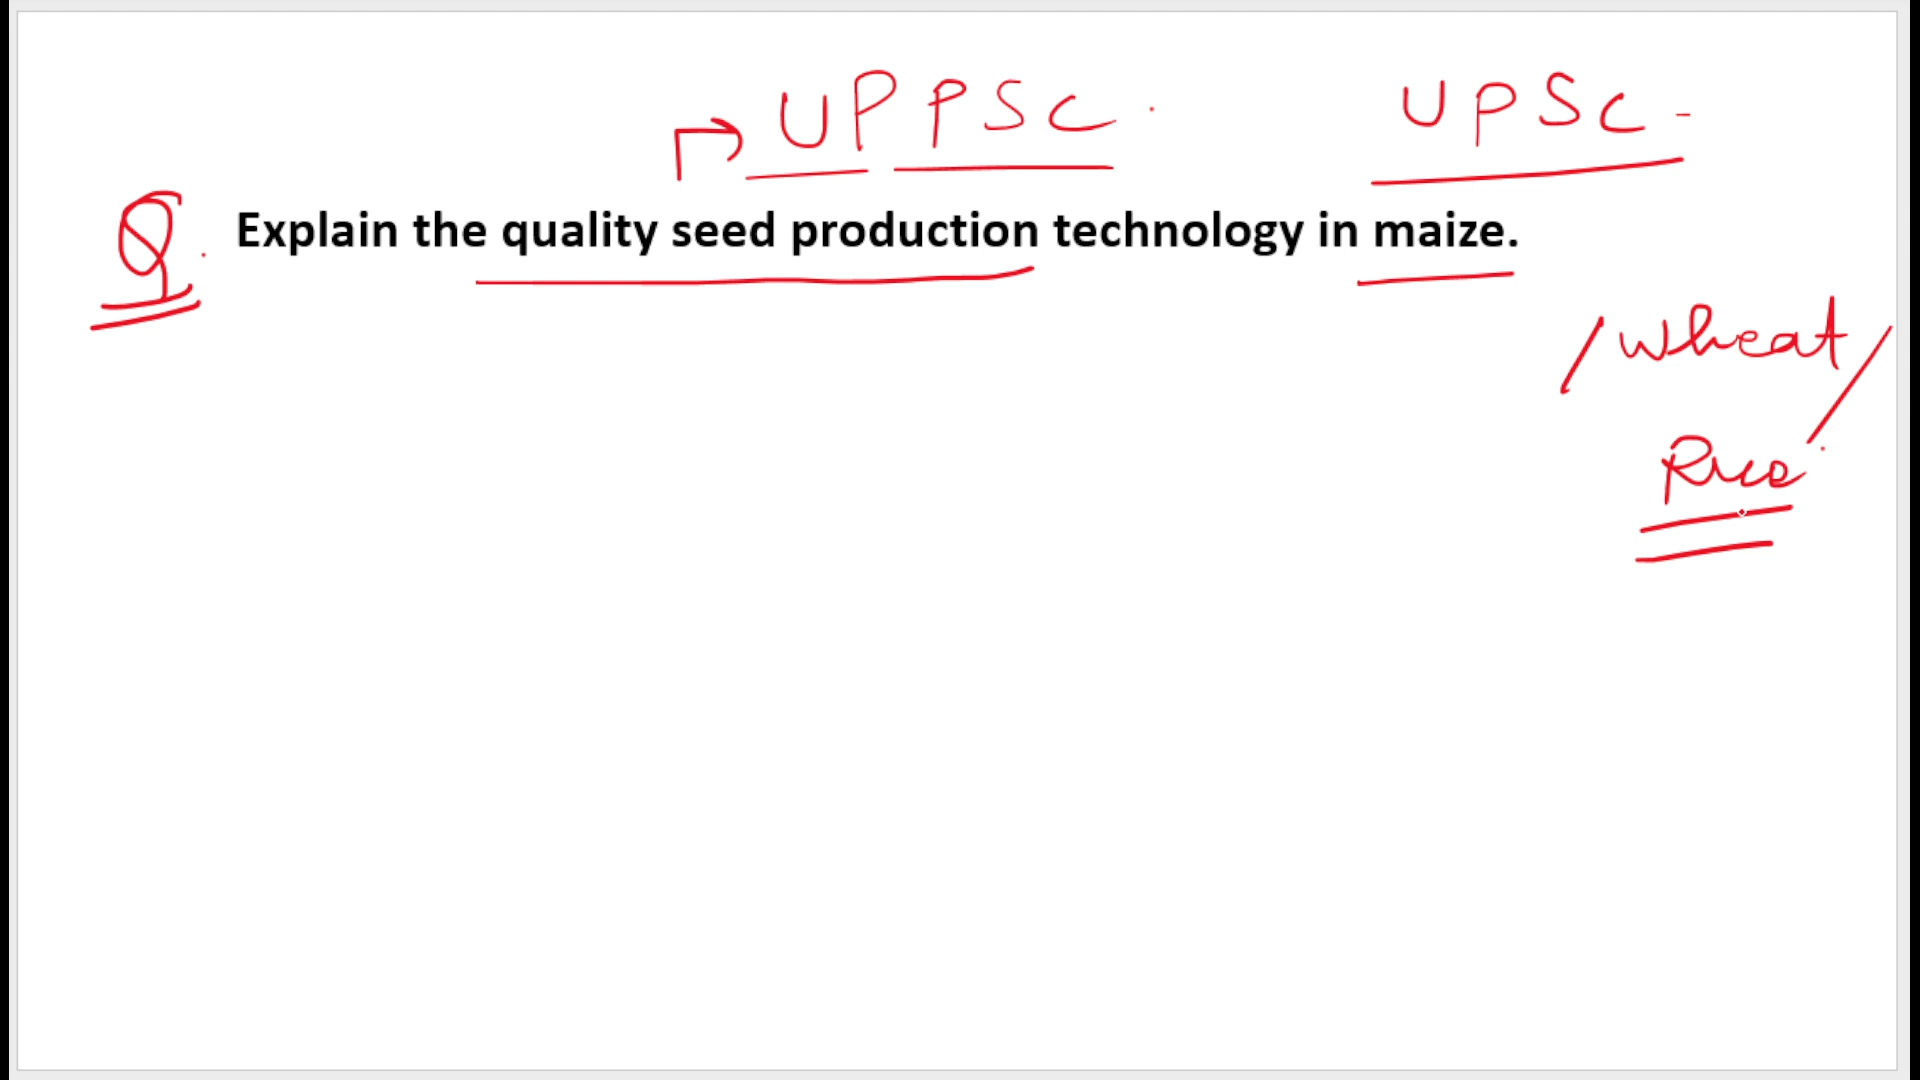 UPPSC. UPSC -
Q. Explain the quality seed production technology in maize.
/ Wheat /
Rice